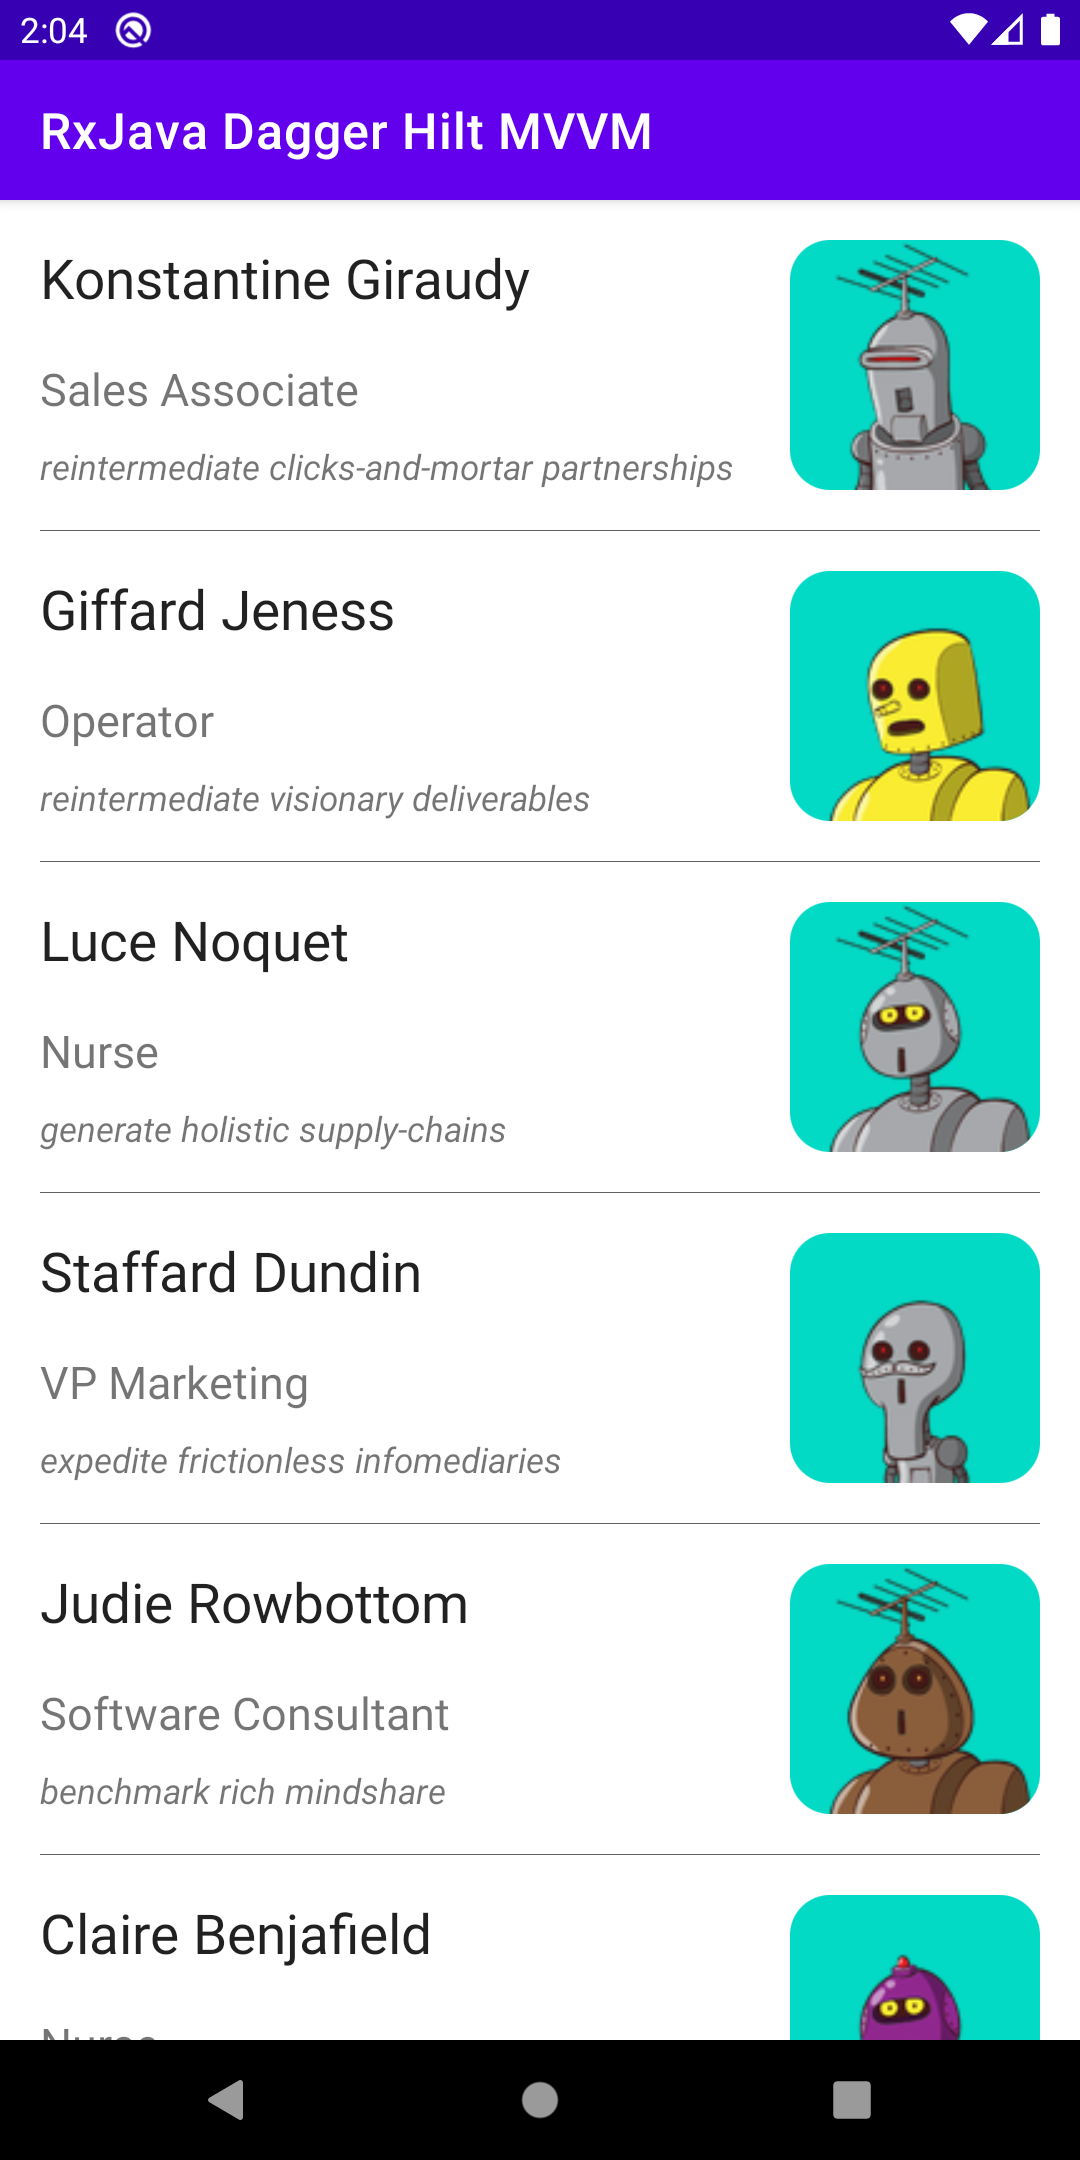 2:04
RxJava Dagger Hilt MVVM
Konstantine Giraudy
Sales Associate
reintermediate clicks-and-mortar partnerships
Giffard Jeness
Operator
reintermediate visionary deliverables
Luce Noquet
Nurse
generate holistic supply-chains
Staffard Dundin
VP Marketing
expedite frictionless infomediaries
Judie Rowbottom
Software Consultant
benchmark rich mindshare
Claire Benjafield
Nurse